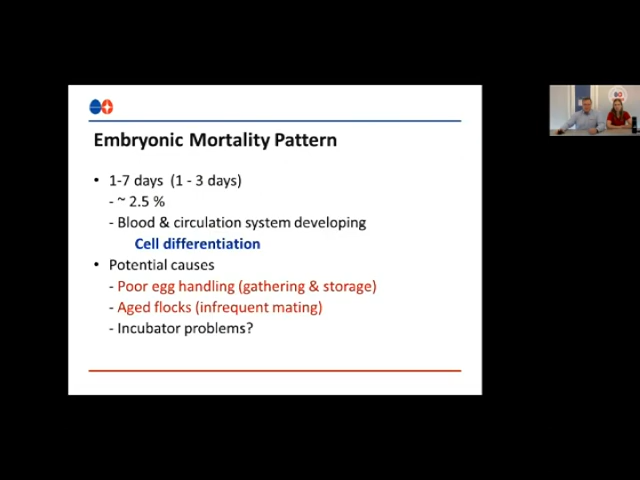 Embryonic Mortality Pattern
• 1-7 days (1 - 3 days)
- ~ 2.5 %
- Blood & circulation system developing
Cell differentiation
• Potential causes
- Poor egg handling (gathering & storage)
- Aged flocks (infrequent mating)
- Incubator problems?